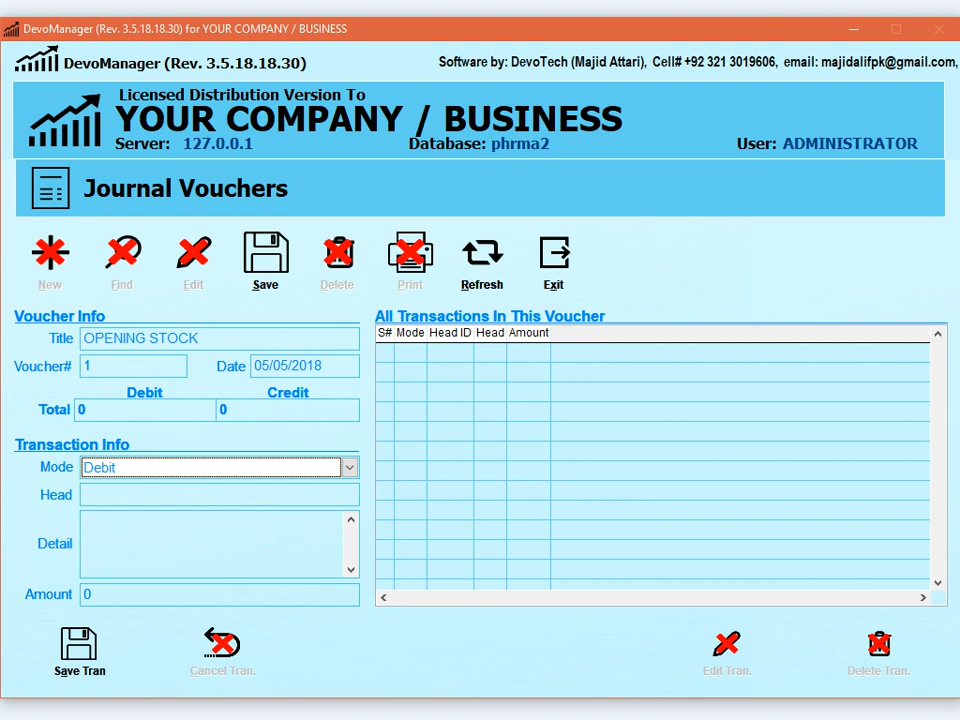 DevoManager (Rev. 3.5.18.18.30) for YOUR COMPANY / BUSINESS
DevoManager (Rev. 3.5.18.18.30)
Software by: DevoTech (Majid Attari), Cell# +92 321 3019606, email: majidalifpk@gmail.com,
Licensed Distribution Version To
YOUR COMPANY / BUSINESS
Server: 127.0.0.1 Database: phrma2 User: ADMINISTRATOR
Journal Vouchers
New Find Edit Save Delete Print Refresh Exit
Voucher Info
Title OPENING STOCK
Voucher# 1 Date 05/05/2018
Debit Credit
Total 0 0
Transaction Info
Mode Debit
Head
Detail
Amount 0
All Transactions In This Voucher
S# Mode Head ID Head Amount
Save Tran Cancel Tran. Edit Tran. Delete Tran.